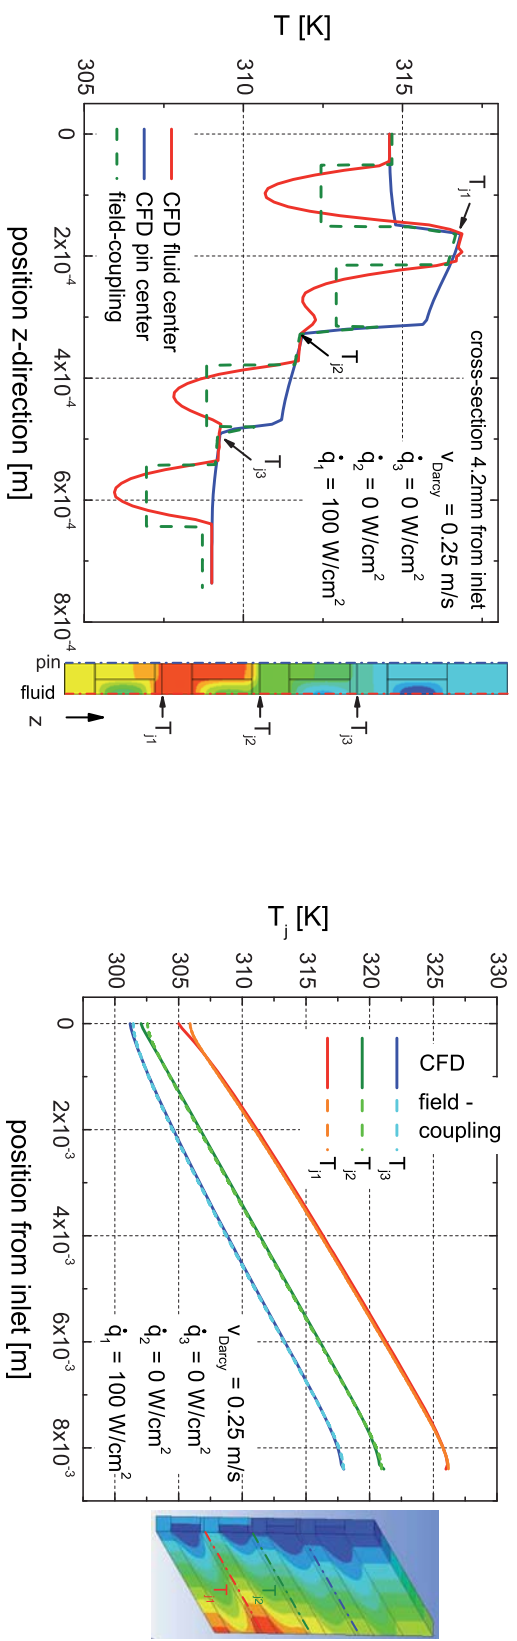 T [K]
305
310
315
0
2x10⁻⁴
4x10⁻⁴
6x10⁻⁴
8x10⁻⁴
position z-direction [m]
cross-section 4.2mm from inlet
v_Darcy = 0.25 m/s
q̇₃ = 0 W/cm²
q̇₂ = 0 W/cm²
q̇₁ = 100 W/cm²
T_j1
T_j2
T_j3
CFD fluid center
CFD pin center
field-coupling
pin
fluid
z
T_j1
T_j2
T_j3
T_j [K]
300
305
310
315
320
325
330
0
2x10⁻³
4x10⁻³
6x10⁻³
8x10⁻³
position from inlet [m]
CFD
field -
coupling
T_j3
T_j2
T_j1
v_Darcy = 0.25 m/s
q̇₃ = 0 W/cm²
q̇₂ = 0 W/cm²
q̇₁ = 100 W/cm²
T_j2
T_j1